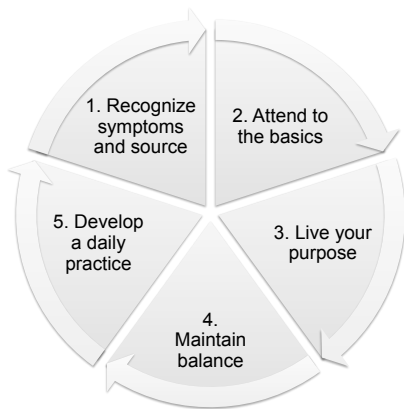 1. Recognize
symptoms
and source
2. Attend to
the basics
3. Live your
purpose
4.
Maintain
balance
5. Develop
a daily
practice